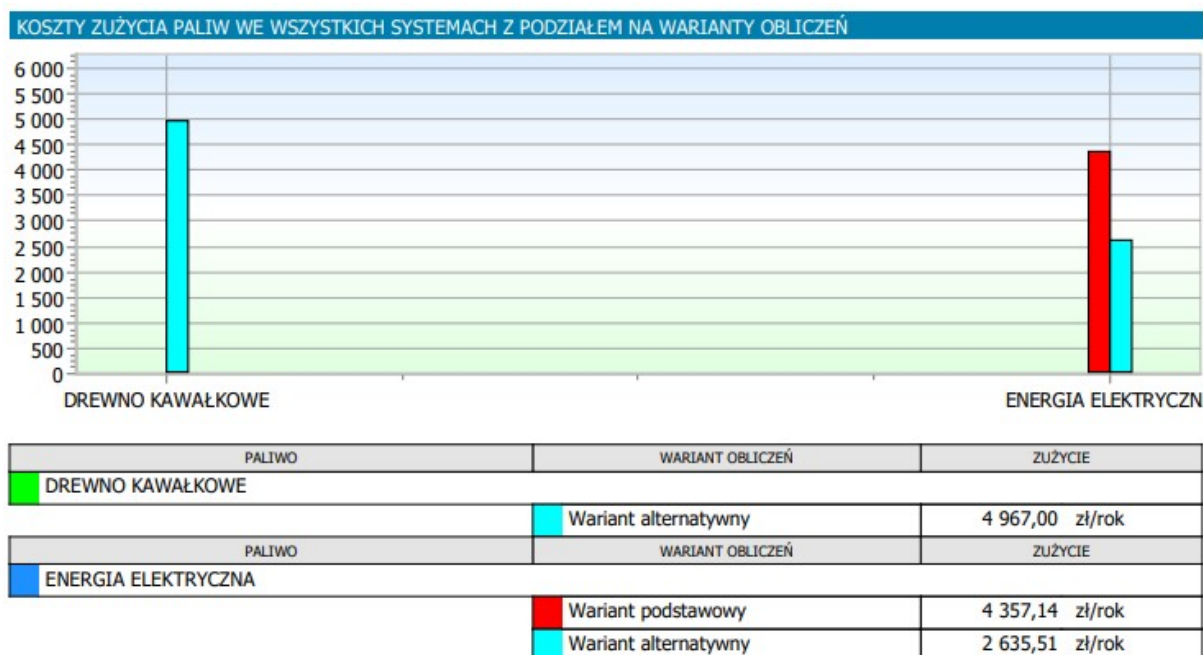 KOSZTY ZUŻYCIA PALIW WE WSZYSTKICH SYSTEMACH Z PODZIAŁEM NA WARIANTY OBLICZEŃ
6 000
5 500
5 000
4 500
4 000
3 500
3 000
2 500
2 000
1 500
1 000
500
0
DREWNO KAWAŁKOWE ENERGIA ELEKTRYCZN
PALIWO WARIANT OBLICZEŃ ZUŻYCIE
DREWNO KAWAŁKOWE
Wariant alternatywny 4 967,00 zł/rok
PALIWO WARIANT OBLICZEŃ ZUŻYCIE
ENERGIA ELEKTRYCZNA
Wariant podstawowy 4 357,14 zł/rok
Wariant alternatywny 2 635,51 zł/rok